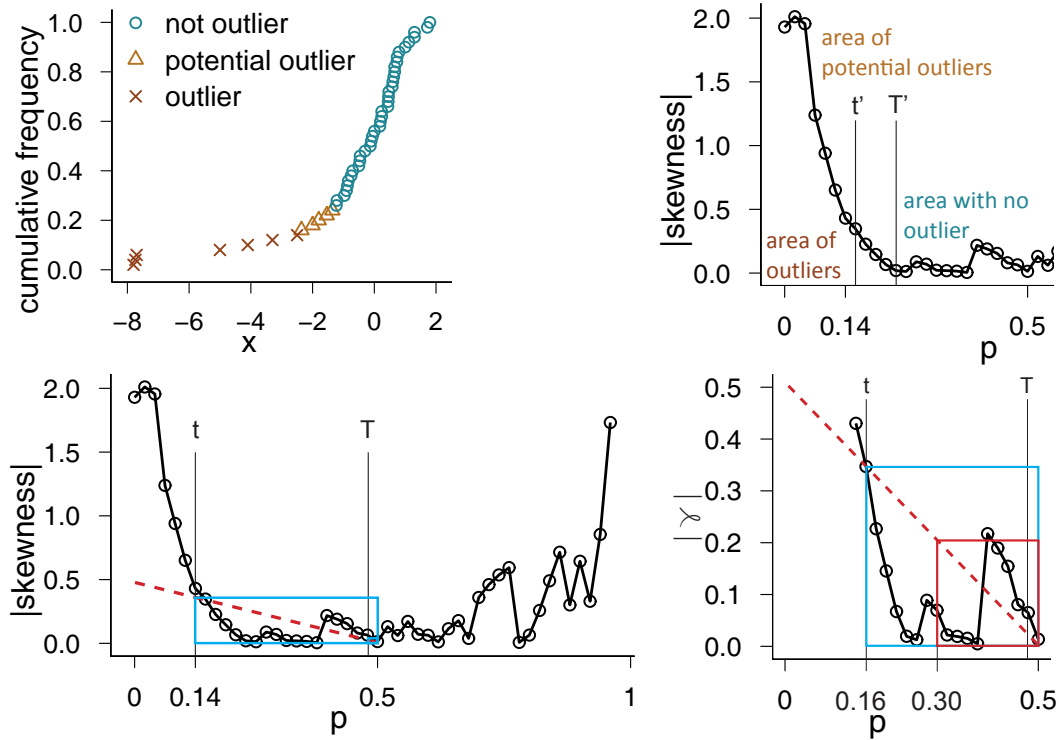 cumulative frequency
1.0
0.8
0.6
0.4
0.2
0.0
not outlier
potential outlier
outlier
−8
−6
−4
−2
0
2
x
|skewness|
2.0
1.5
1.0
0.5
0.0
area of
potential outliers
t’
T’
area with no
outlier
area of
outliers
0
0.14
0.5
p
|skewness|
2.0
1.5
1.0
0.5
0.0
t
T
0
0.14
0.5
1
p
|γ|
0.5
0.4
0.3
0.2
0.1
0.0
t
T
0
0.16
0.30
0.5
p